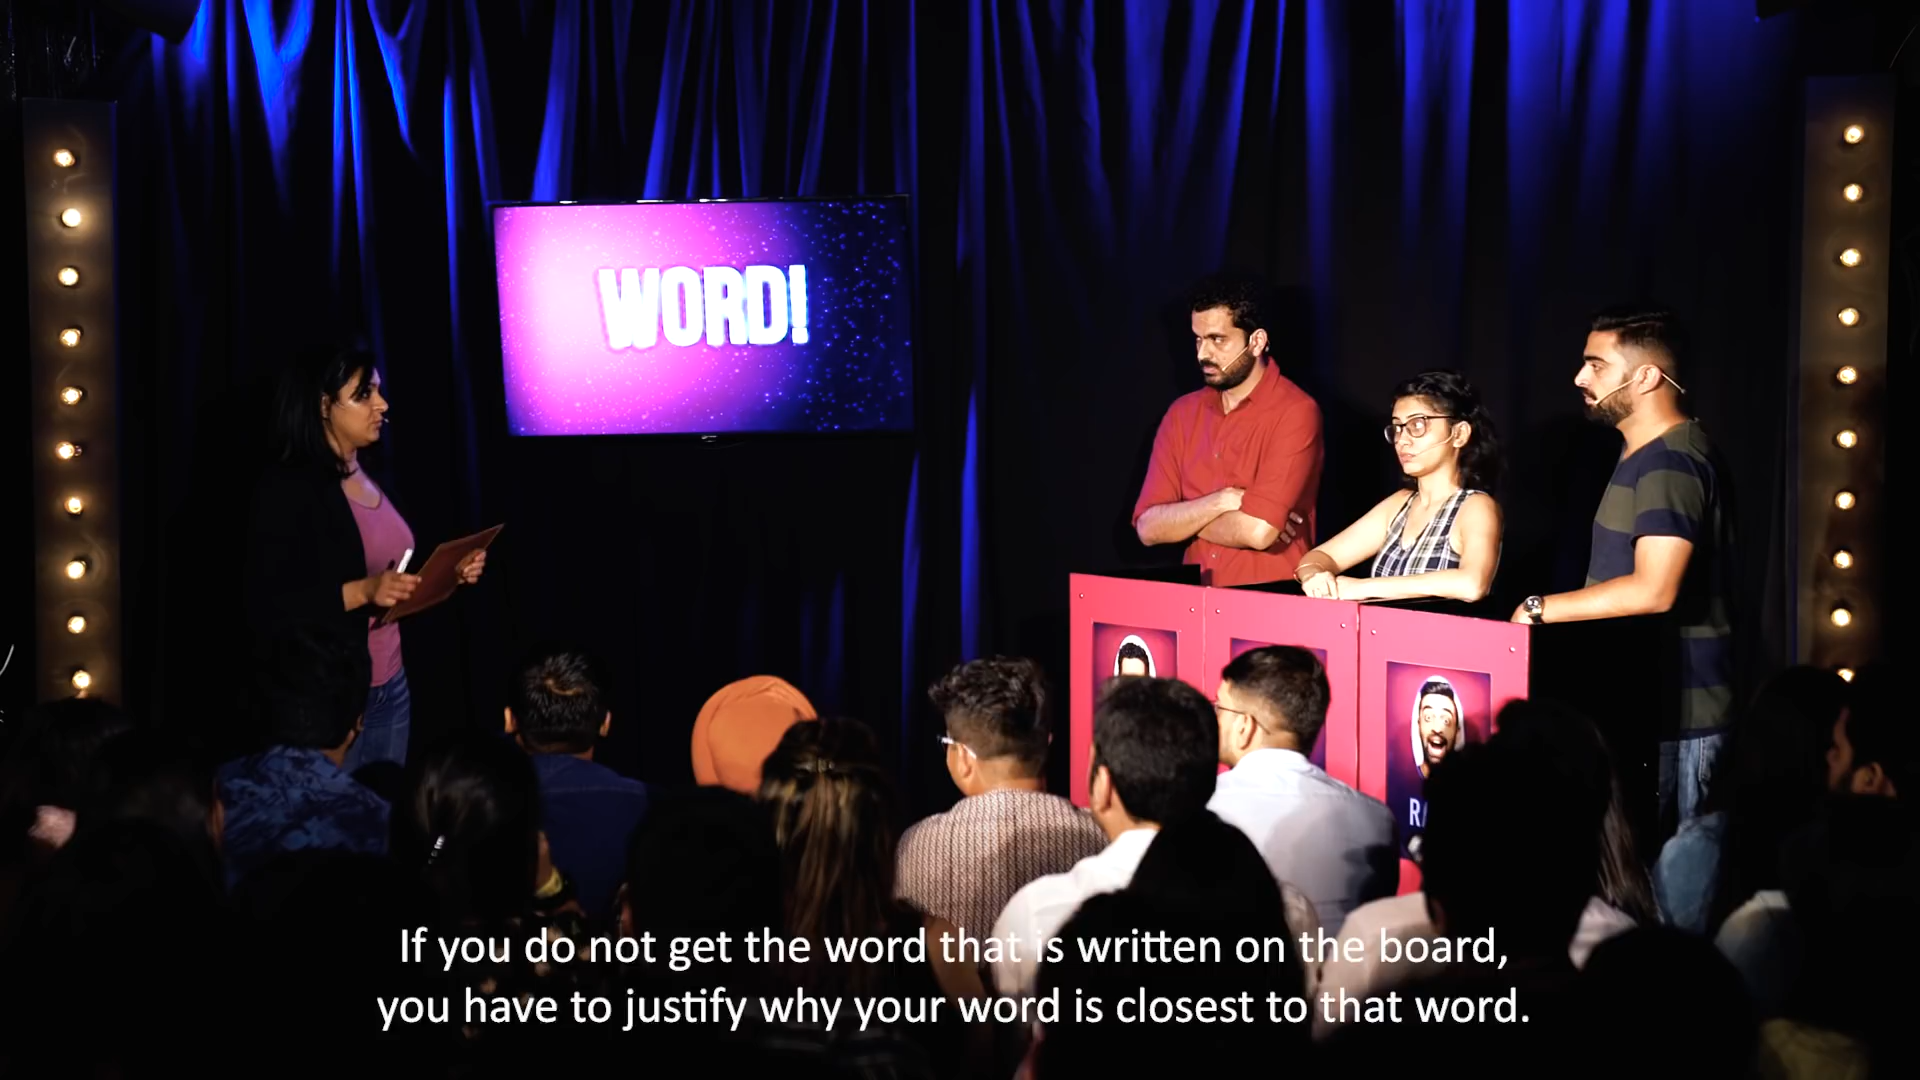 WORD!
If you do not get the word that is written on the board,
you have to justify why your word is closest to that word.